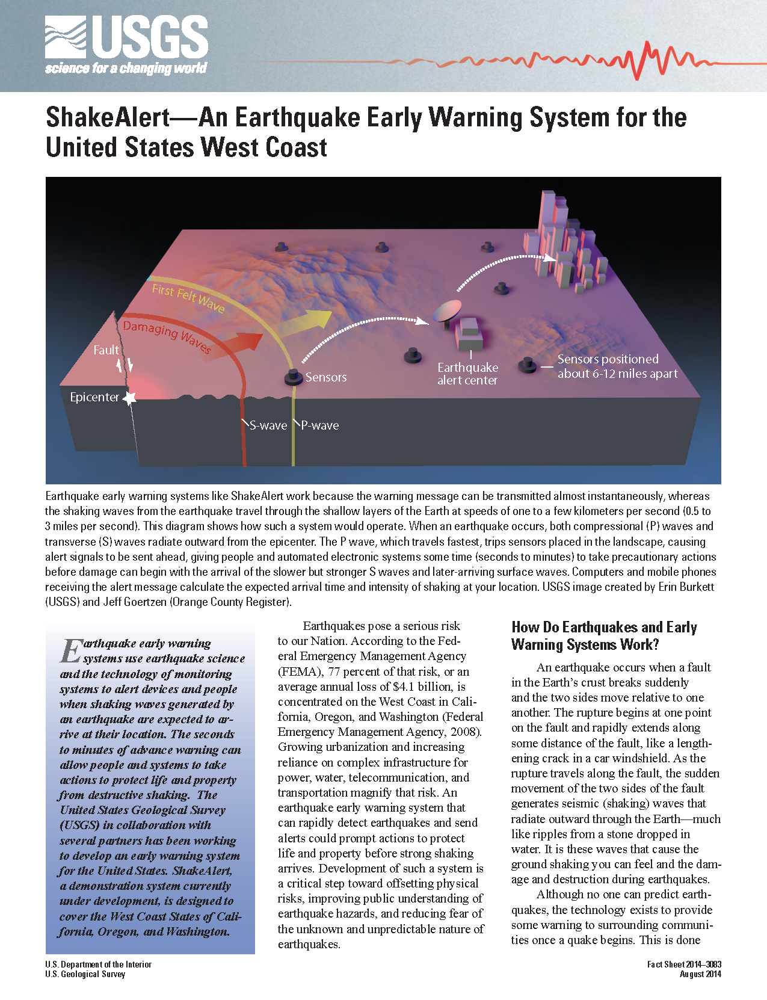 USGS
science for a changing world
ShakeAlert—An Earthquake Early Warning System for the
United States West Coast
First Felt Wave
Damaging Waves
Fault
Epicenter
Sensors
S-wave
P-wave
Earthquake
alert center
Sensors positioned
about 6-12 miles apart
Earthquake early warning systems like ShakeAlert work because the warning message can be transmitted almost instantaneously, whereas
the shaking waves from the earthquake travel through the shallow layers of the Earth at speeds of one to a few kilometers per second (0.5 to
3 miles per second). This diagram shows how such a system would operate. When an earthquake occurs, both compressional (P) waves and
transverse (S) waves radiate outward from the epicenter. The P wave, which travels fastest, trips sensors placed in the landscape, causing
alert signals to be sent ahead, giving people and automated electronic systems some time (seconds to minutes) to take precautionary actions
before damage can begin with the arrival of the slower but stronger S waves and later-arriving surface waves. Computers and mobile phones
receiving the alert message calculate the expected arrival time and intensity of shaking at your location. USGS image created by Erin Burkett
(USGS) and Jeff Goertzen (Orange County Register).
Earthquake early warning
systems use earthquake science
and the technology of monitoring
systems to alert devices and people
when shaking waves generated by
an earthquake are expected to ar-
rive at their location. The seconds
to minutes of advance warning can
allow people and systems to take
actions to protect life and property
from destructive shaking. The
United States Geological Survey
(USGS) in collaboration with
several partners has been working
to develop an early warning system
for the United States. ShakeAlert,
a demonstration system currently
under development, is designed to
cover the West Coast States of Cali-
fornia, Oregon, and Washington.
Earthquakes pose a serious risk
to our Nation. According to the Fed-
eral Emergency Management Agency
(FEMA), 77 percent of that risk, or an
average annual loss of $4.1 billion, is
concentrated on the West Coast in Cali-
fornia, Oregon, and Washington (Federal
Emergency Management Agency, 2008).
Growing urbanization and increasing
reliance on complex infrastructure for
power, water, telecommunication, and
transportation magnify that risk. An
earthquake early warning system that
can rapidly detect earthquakes and send
alerts could prompt actions to protect
life and property before strong shaking
arrives. Development of such a system is
a critical step toward offsetting physical
risks, improving public understanding of
earthquake hazards, and reducing fear of
the unknown and unpredictable nature of
earthquakes.
How Do Earthquakes and Early
Warning Systems Work?
An earthquake occurs when a fault
in the Earth's crust breaks suddenly
and the two sides move relative to one
another. The rupture begins at one point
on the fault and rapidly extends along
some distance of the fault, like a length-
ening crack in a car windshield. As the
rupture travels along the fault, the sudden
movement of the two sides of the fault
generates seismic (shaking) waves that
radiate outward through the Earth—much
like ripples from a stone dropped in
water. It is these waves that cause the
ground shaking you can feel and the dam-
age and destruction during earthquakes.
Although no one can predict earth-
quakes, the technology exists to provide
some warning to surrounding communi-
ties once a quake begins. This is done
U.S. Department of the Interior
U.S. Geological Survey
Fact Sheet 2014–3083
August 2014